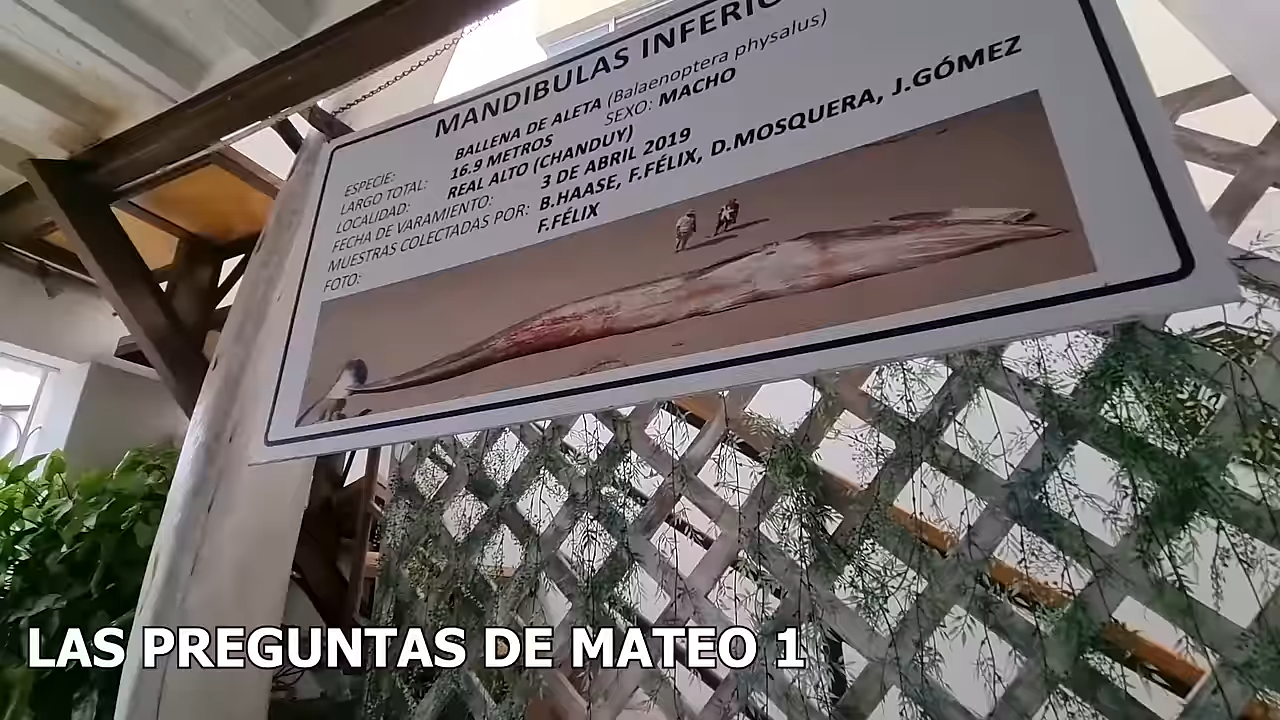 MANDIBULAS INFERIO
ESPECIE: BALLENA DE ALETA (Balaenoptera physalus)
LARGO TOTAL: 16.9 METROS SEXO: MACHO
LOCALIDAD: REAL ALTO (CHANDUY)
FECHA DE VARAMIENTO: 3 DE ABRIL 2019
MUESTRAS COLECTADAS POR: B.HAASE, F.FÉLIX, D.MOSQUERA, J.GÓMEZ
FOTO: F.FÉLIX
LAS PREGUNTAS DE MATEO 1